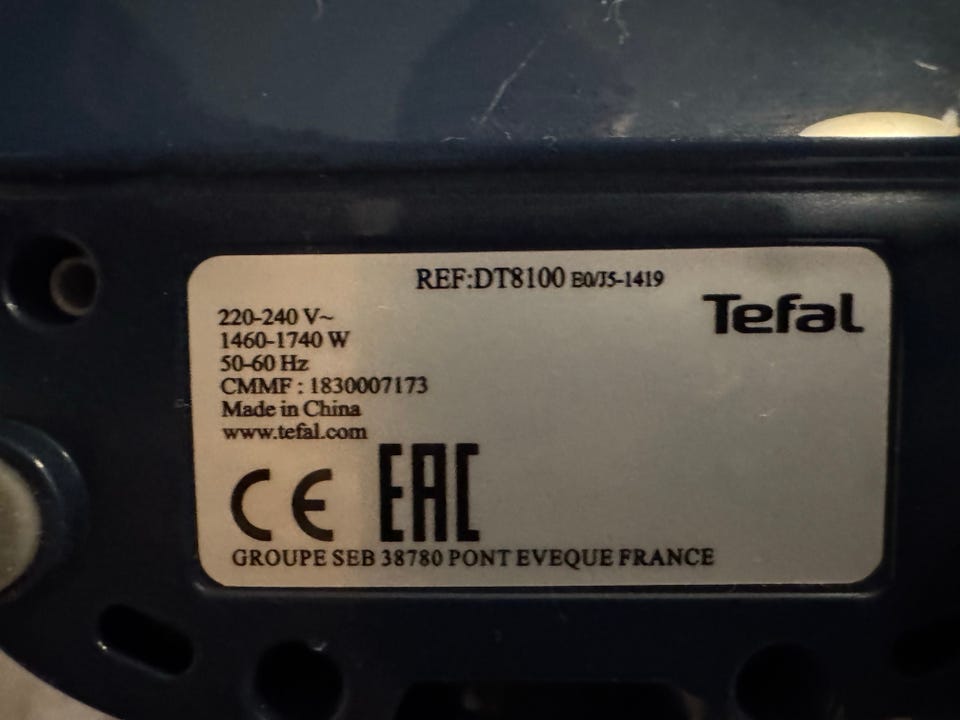 REF:DT8100 E0/J5-1419
Tefal
220-240 V~
1460-1740 W
50-60 Hz
CMMF : 1830007173
Made in China
www.tefal.com
CE EAC
GROUPE SEB 38780 PONT EVEQUE FRANCE